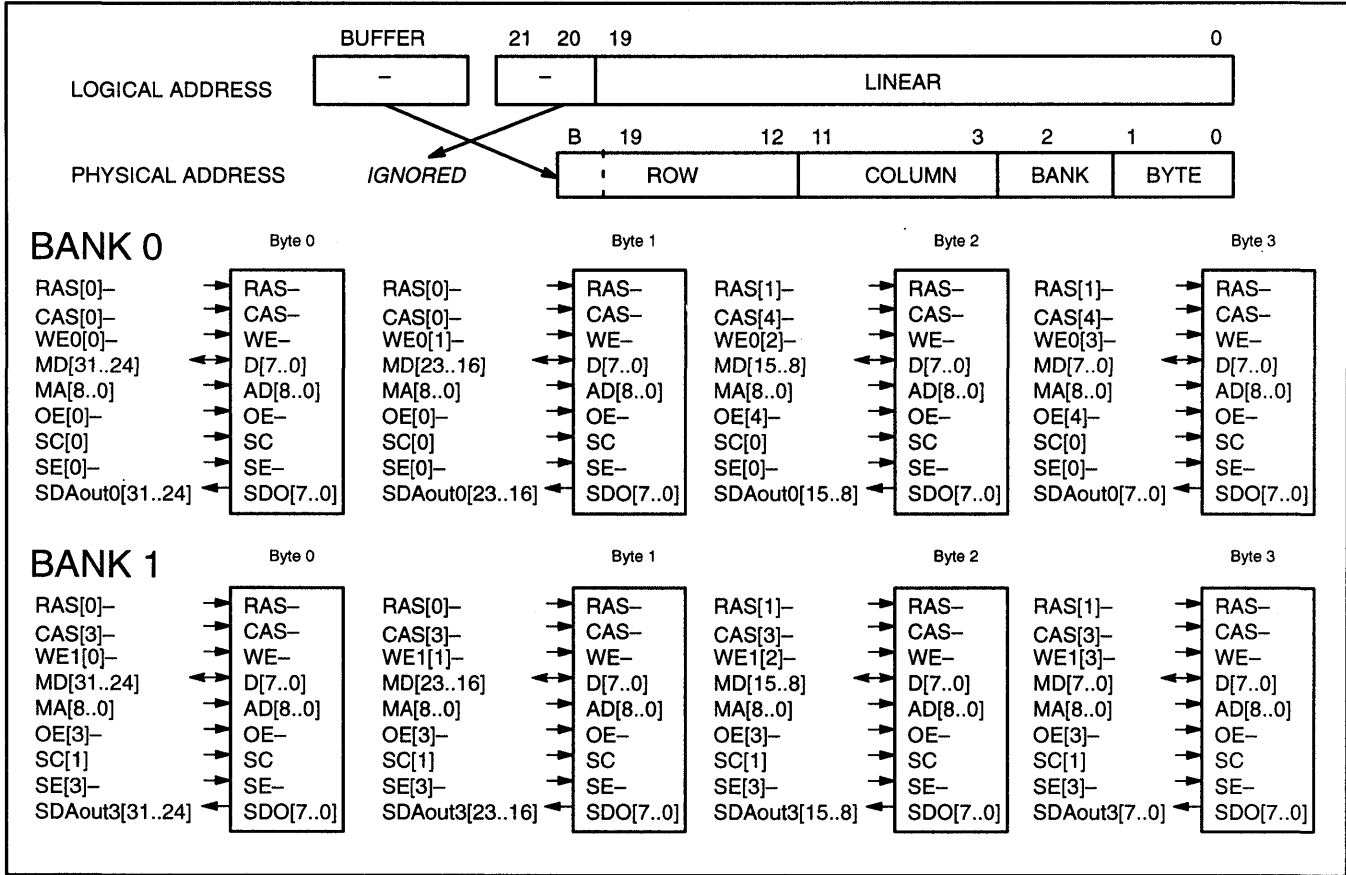 BUFFER 21 20 19 0
LOGICAL ADDRESS – – LINEAR
B 19 12 11 3 2 1 0
PHYSICAL ADDRESS IGNORED ROW COLUMN BANK BYTE
BANK 0 Byte 0 Byte 1 Byte 2 Byte 3
RAS[0]– RAS– RAS[0]– RAS– RAS[1]– RAS– RAS[1]– RAS–
CAS[0]– CAS– CAS[0]– CAS– CAS[4]– CAS– CAS[4]– CAS–
WE0[0]– WE– WE0[1]– WE– WE0[2]– WE– WE0[3]– WE–
MD[31..24] D[7..0] MD[23..16] D[7..0] MD[15..8] D[7..0] MD[7..0] D[7..0]
MA[8..0] AD[8..0] MA[8..0] AD[8..0] MA[8..0] AD[8..0] MA[8..0] AD[8..0]
OE[0]– OE– OE[0]– OE– OE[4]– OE– OE[4]– OE–
SC[0] SC SC[0] SC SC[0] SC SC[0] SC
SE[0]– SE– SE[0]– SE– SE[0]– SE– SE[0]– SE–
SDAout0[31..24] SDO[7..0] SDAout0[23..16] SDO[7..0] SDAout0[15..8] SDO[7..0] SDAout0[7..0] SDO[7..0]
BANK 1 Byte 0 Byte 1 Byte 2 Byte 3
RAS[0]– RAS– RAS[0]– RAS– RAS[1]– RAS– RAS[1]– RAS–
CAS[3]– CAS– CAS[3]– CAS– CAS[3]– CAS– CAS[3]– CAS–
WE1[0]– WE– WE1[1]– WE– WE1[2]– WE– WE1[3]– WE–
MD[31..24] D[7..0] MD[23..16] D[7..0] MD[15..8] D[7..0] MD[7..0] D[7..0]
MA[8..0] AD[8..0] MA[8..0] AD[8..0] MA[8..0] AD[8..0] MA[8..0] AD[8..0]
OE[3]– OE– OE[3]– OE– OE[3]– OE– OE[3]– OE–
SC[1] SC SC[1] SC SC[1] SC SC[1] SC
SE[3]– SE– SE[3]– SE– SE[3]– SE– SE[3]– SE–
SDAout3[31..24] SDO[7..0] SDAout3[23..16] SDO[7..0] SDAout3[15..8] SDO[7..0] SDAout3[7..0] SDO[7..0]